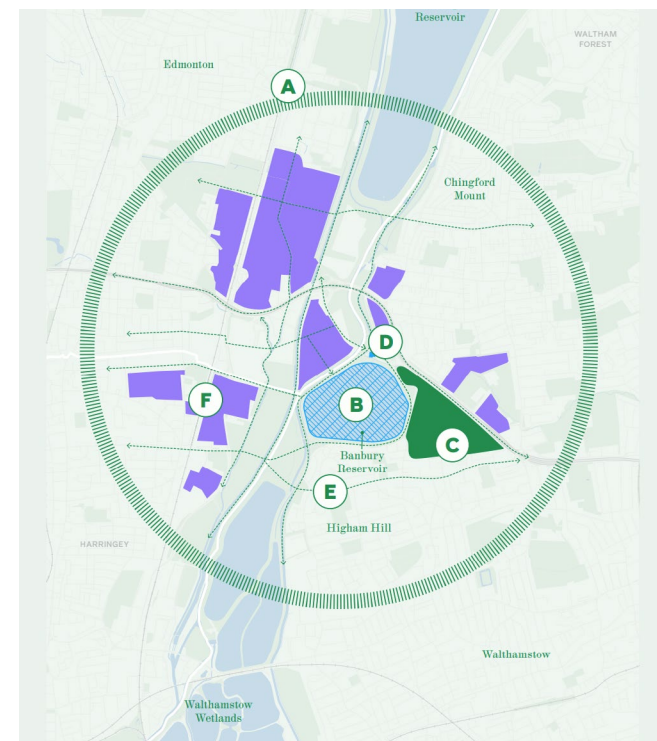 Reservoir
WALTHAM
FOREST
Edmonton
A
Chingford
Mount
D
F
B
C
Banbury
Reservoir
E
Higham Hill
HARRINGEY
Walthamstow
Walthamstow
Wetlands